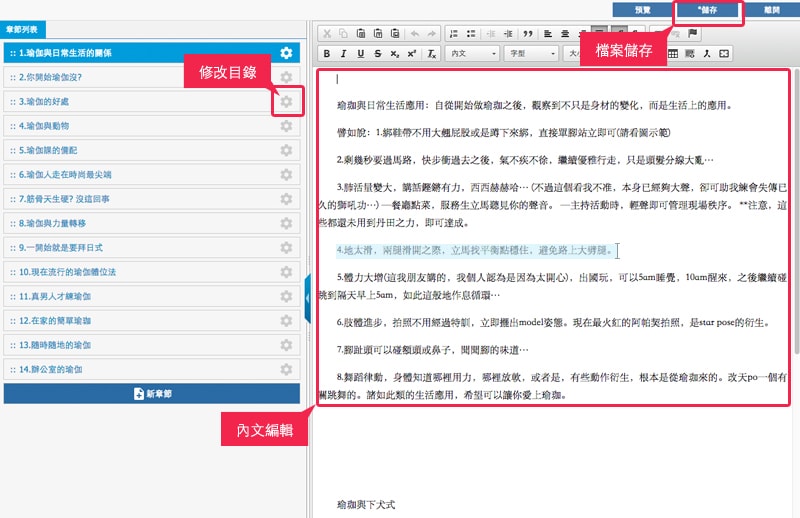 預覽
*儲存
離開
章節列表
:: 1.瑜伽與日常生活的關係
:: 2.你開始瑜伽沒?
:: 3.瑜伽的好處
:: 4.瑜伽與動物
:: 5.瑜伽課的備配
:: 6.瑜伽人走在時尚最尖端
:: 7.筋骨天生硬? 沒這回事
:: 8.瑜伽與力量轉移
:: 9.一開始就是要拜日式
:: 10.現在流行的瑜伽體位法
:: 11.真男人才練瑜伽
:: 12.在家的簡單瑜珈
:: 13.隨時隨地的瑜伽
:: 14.辦公室的瑜伽
新章節
修改目錄
檔案儲存
內文編輯
B I U S x₂ x² Tx
內文
字型
大小
瑜珈與日常生活應用：自從開始做瑜珈之後，觀察到不只是身材的變化，而是生活上的應用。
譬如說：1.綁鞋帶不用大翹屁股或是蹲下來綁，直接單腳站立即可(請看圖示範)
2.剩幾秒要過馬路，快步衝過去之後，氣不疾不徐，繼續優雅行走，只是頭髮分線大亂…
3.肺活量變大，講話鏗鏘有力，西西赫赫哈…(不過這個看我不准，本身已經夠大聲，卻可助我練會失傳已
久的獅吼功…) —餐廳點菜，服務生立馬聽見你的聲音。 —主持活動時，輕聲即可管理現場秩序。 **注意，這
些都還未用到丹田之力，即可達成。
4.地太滑，兩腿滑開之際，立馬找平衡點穩住，避免路上大劈腿。
5.體力大增(這我朋友講的，我個人認為是因為太開心)，出國玩，可以5am睡覺，10am醒來，之後繼續碰
跳到隔天早上5am，如此這般地作息循環…
6.肢體進步，拍照不用經過特訓，立即擺出model姿態。現在最火紅的阿帕契拍照，是star pose的衍生。
7.腳趾頭可以碰額頭或鼻子，聞聞腳的味道…
8.舞蹈律動，身體知道哪裡用力，哪裡放軟，或者是，有些動作衍生，根本是從瑜珈來的。改天po一個有
關跳舞的。諸如此類的生活應用，希望可以讓你愛上瑜珈。
瑜珈與下犬式